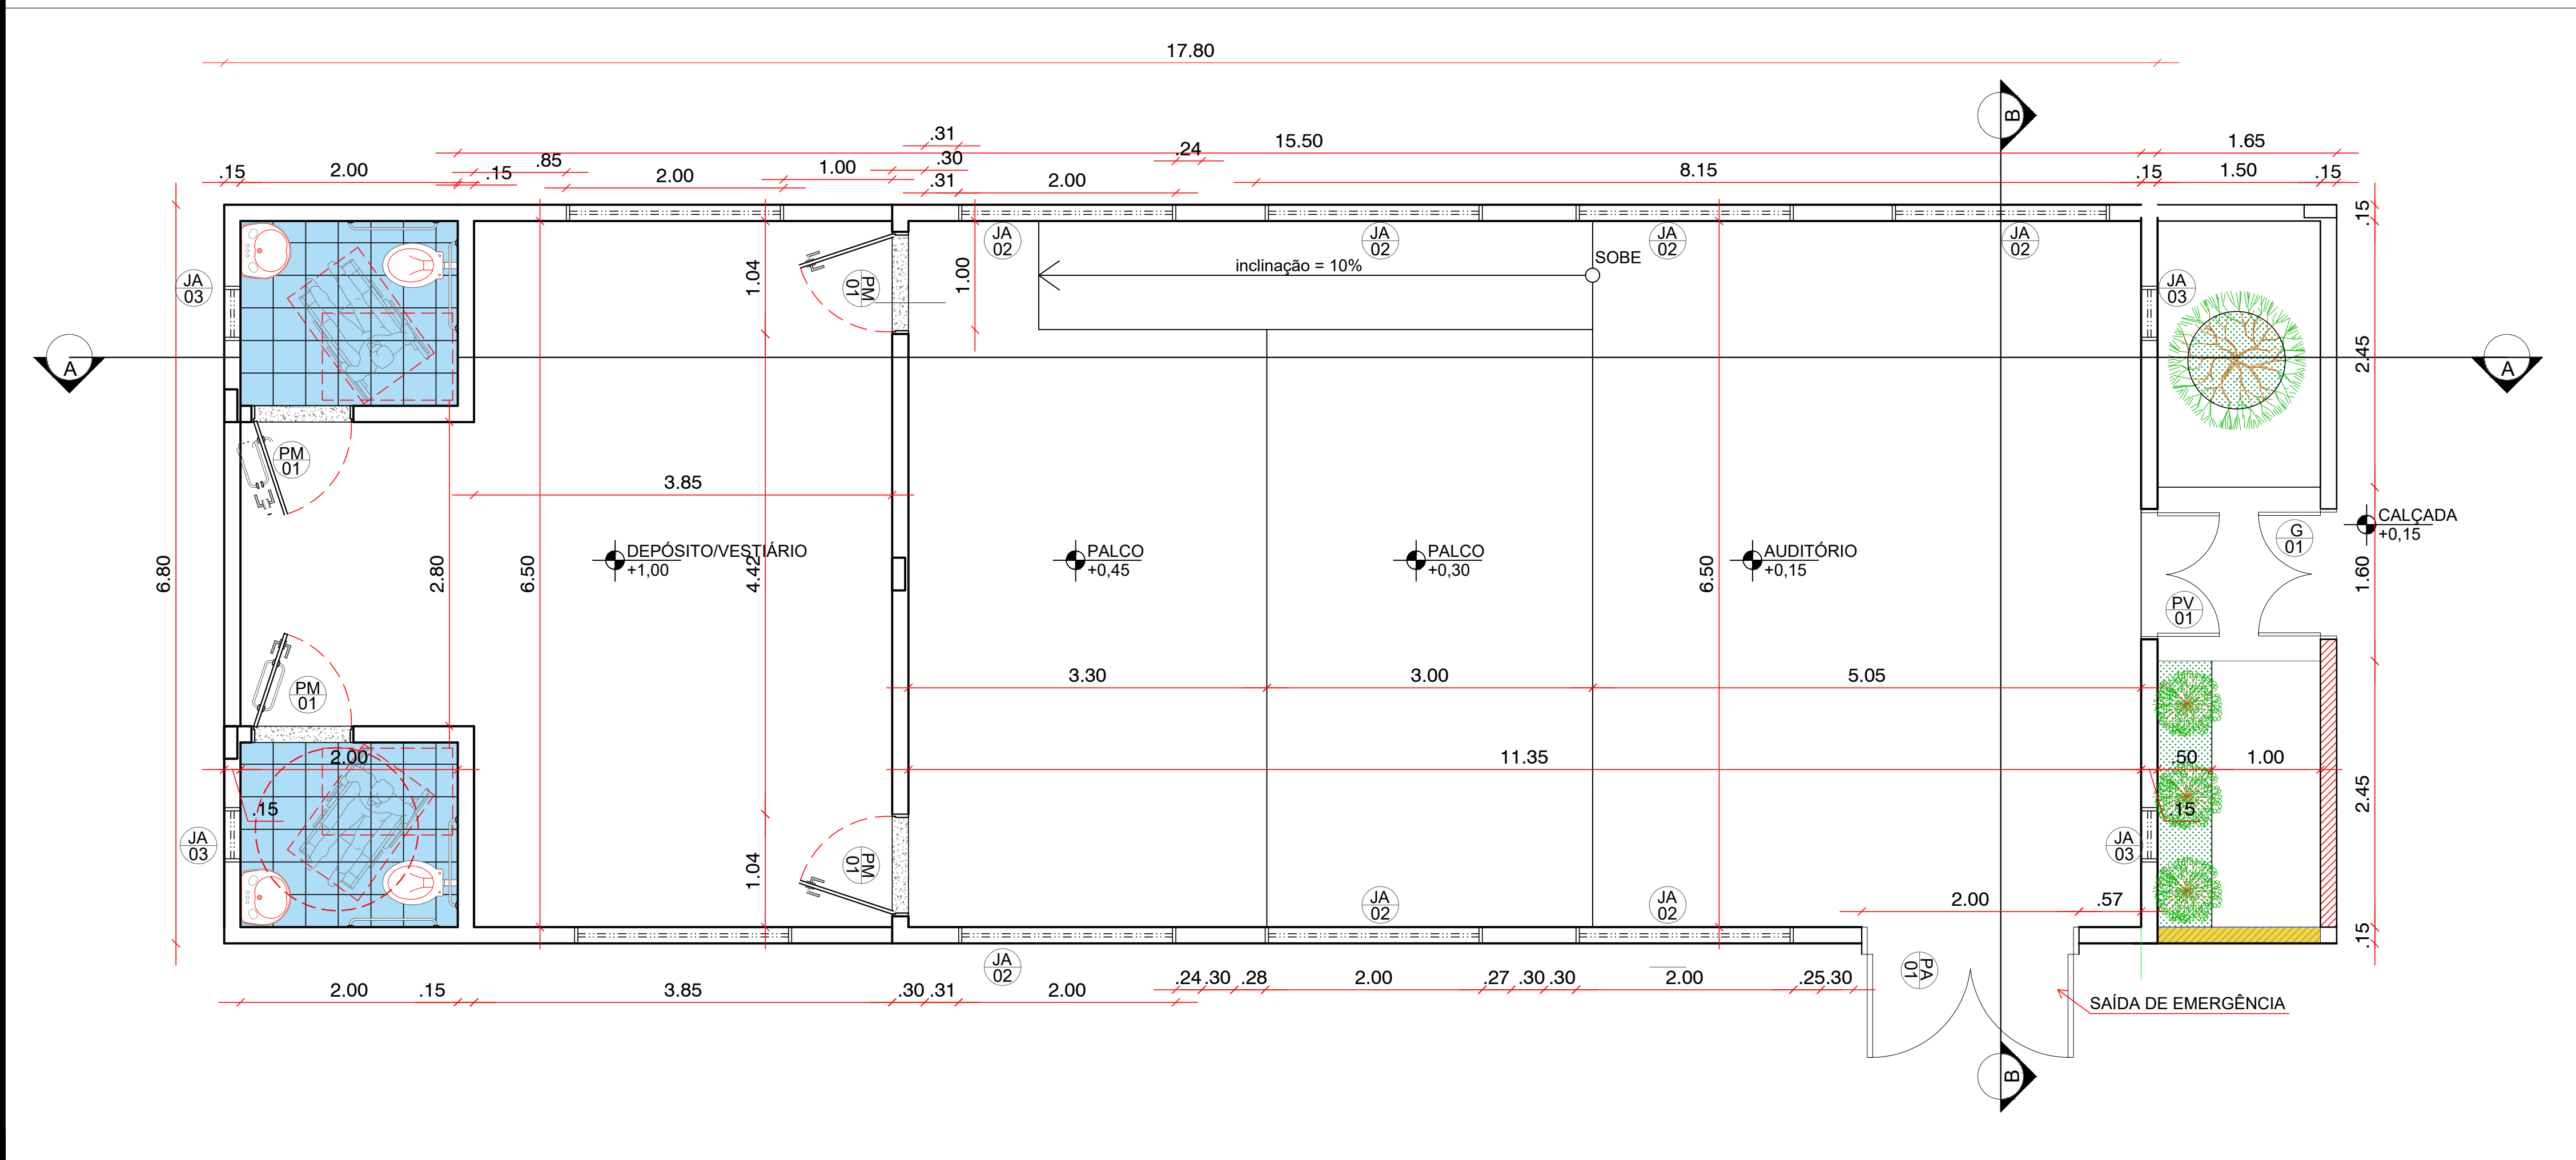 17.80
.31
15.50
1.65
.24
.85
.30
.15
2.00
.15
2.00
1.00
.31
2.00
8.15
.15
1.50
.15
B
.15
JA
02
JA
02
JA
02
JA
02
SOBE
inclinação = 10%
1.04
1.00
JA
03
PM
01
JA
03
2.45
A
A
PM
01
3.85
CALÇADA
+0,15
G
01
DEPÓSITO/VESTIÁRIO
+1,00
PALCO
+0,45
PALCO
+0,30
AUDITÓRIO
+0,15
6.80
2.80
6.50
4.42
6.50
1.60
PV
01
PM
01
3.30
3.00
5.05
2.00
11.35
.50
1.00
.15
.15
2.45
JA
03
1.04
PM
01
JA
03
JA
02
JA
02
2.00
.57
.15
JA
02
PA
01
2.00
.15
3.85
.30
.31
2.00
.24
.30
.28
2.00
.27
.30
.30
2.00
.25
.30
SAÍDA DE EMERGÊNCIA
B